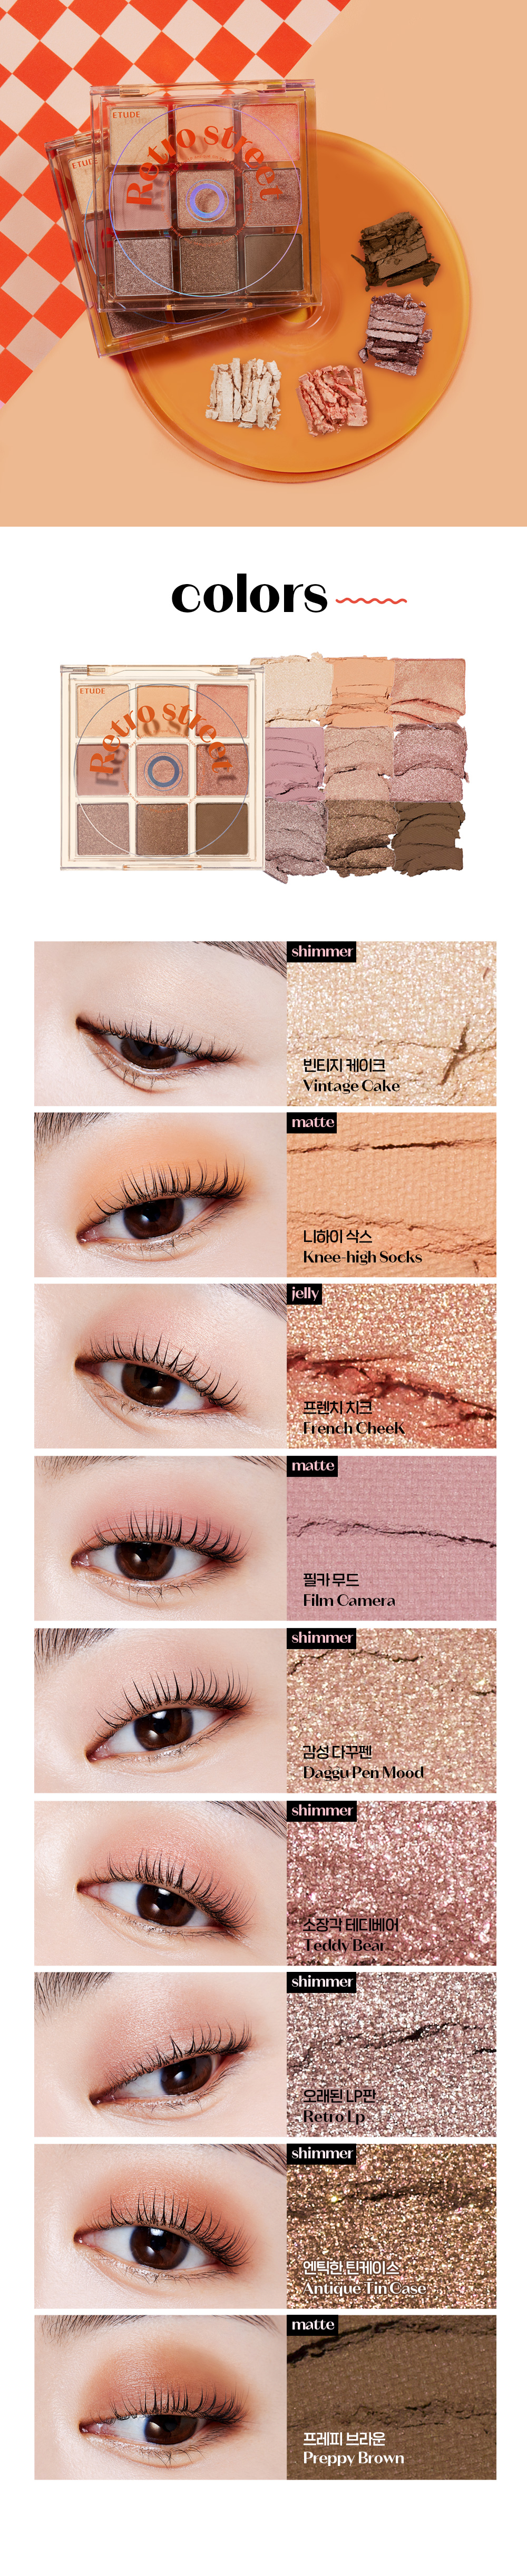 ETUDE
Retro street
ETUDE
colors
ETUDE
Retro street
shimmer
빈티지 케이크
Vintage Cake
matte
니하이 삭스
Knee-high Socks
jelly
프렌치 치크
French CheeK
matte
필카 무드
Film Camera
shimmer
감성 다꾸펜
Daggu Pen Mood
shimmer
소장각 테디베어
Teddy Bear
shimmer
오래된 LP판
Retro Lp
shimmer
엔틱한 틴케이스
Antique Tin Case
matte
프레피 브라운
Preppy Brown